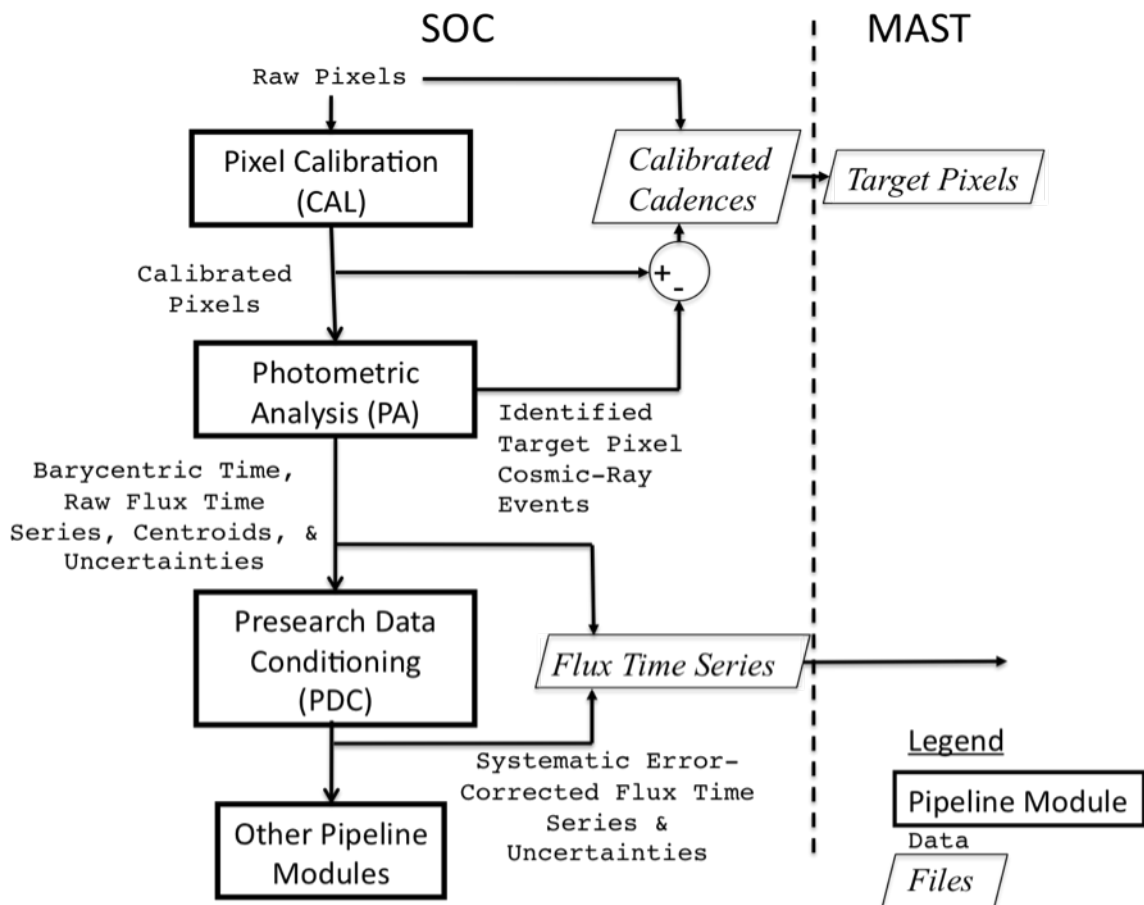 SOC
MAST
Raw Pixels
Pixel Calibration
(CAL)
Calibrated
Cadences
Target Pixels
Calibrated
Pixels
+
-
Photometric
Analysis (PA)
Identified
Target Pixel
Cosmic-Ray
Events
Barycentric Time,
Raw Flux Time
Series, Centroids, &
Uncertainties
Presearch Data
Conditioning
(PDC)
Flux Time Series
Systematic Error-
Corrected Flux Time
Series &
Uncertainties
Other Pipeline
Modules
Legend
Pipeline Module
Data
Files